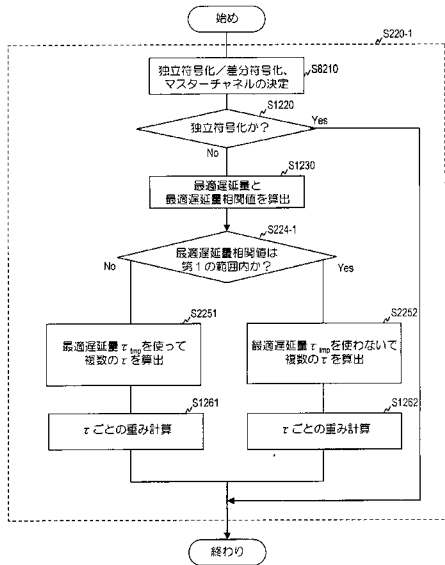 始め
S220-1
独立符号化／差分符号化、
マスターチャネルの決定
S8210
S1220
独立符号化か？
Yes
No
S1230
最適遅延量と
最適遅延量相関値を算出
S224-1
最適遅延量相関値は
第1の範囲内か？
No
Yes
S2251
最適遅延量 τtmp を使って
複数の τ を算出
S2252
最適遅延量 τtmp を使わないで
複数の τ を算出
S1261
τ ごとの重み計算
S1262
τ ごとの重み計算
終わり